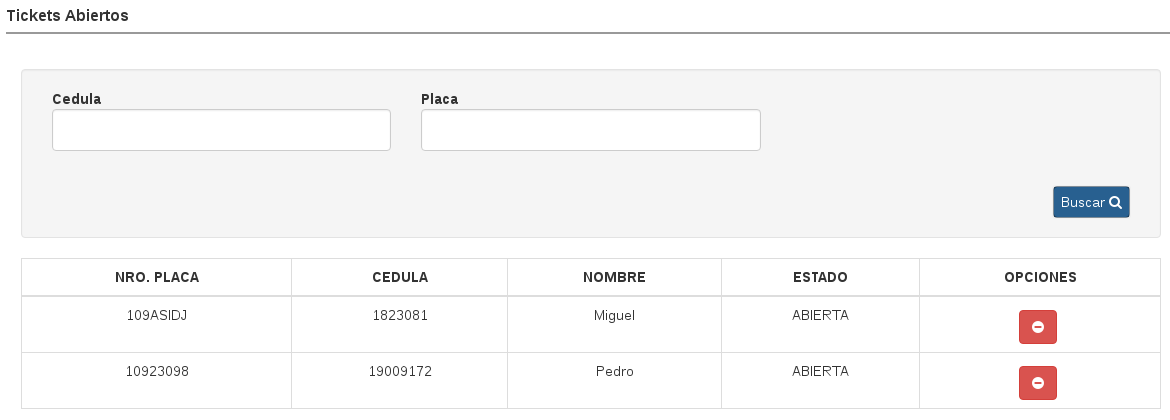 Tickets Abiertos
Cedula Placa
Buscar
NRO. PLACA CEDULA NOMBRE ESTADO OPCIONES
109ASIDJ 1823081 Miguel ABIERTA
10923098 19009172 Pedro ABIERTA